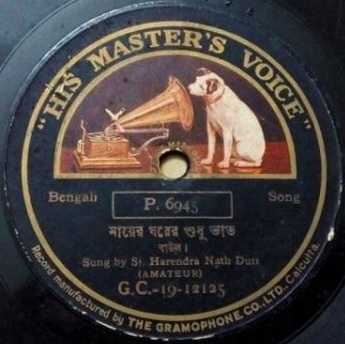 "HIS MASTER'S VOICE"
Bengali
P. 6945
Song
মায়ের ঘরের শুধু ভাত
বাউল।
Sung by St. Harendra Nath Dutt
(AMATEUR)
G.C.-19-12125
Record manufactured by THE GRAMOPHONE CO., LTD., Calcutta.